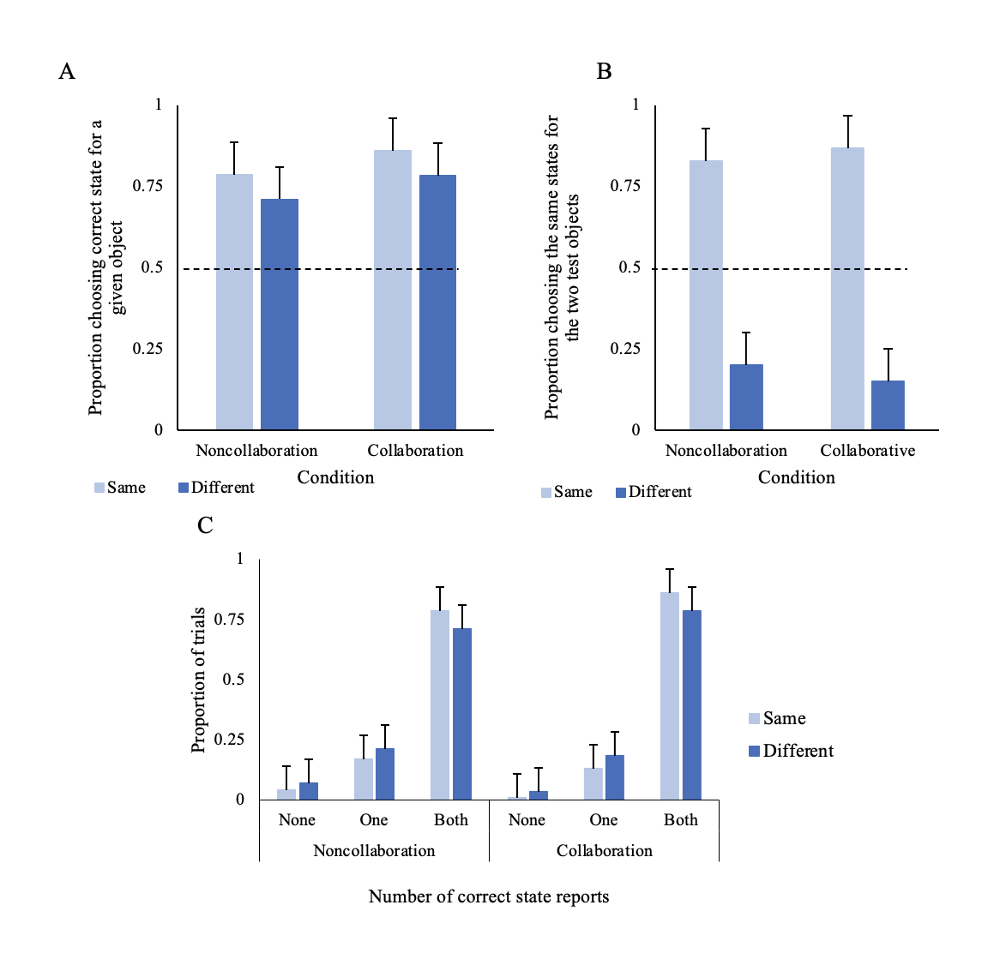 A
Proportion choosing correct state for a
given object
1
0.75
0.5
0.25
0
Noncollaboration
Collaboration
Condition
Same
Different
B
Proportion choosing the same states for
the two test objects
1
0.75
0.5
0.25
0
Noncollaboration
Collaborative
Condition
Same
Different
C
Proportion of trials
1
0.75
0.5
0.25
0
None
One
Both
None
One
Both
Noncollaboration
Collaboration
Number of correct state reports
Same
Different